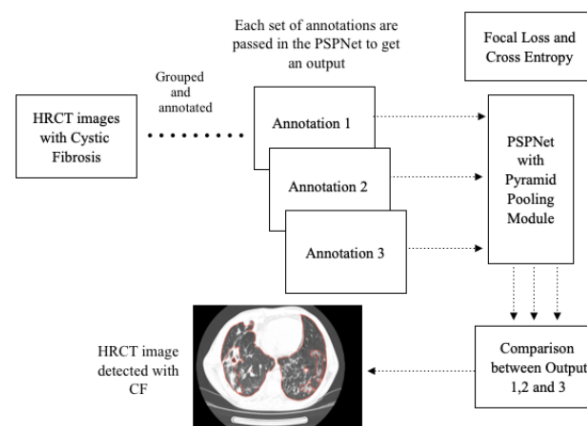 Each set of annotations are
passed in the PSPNet to get
an output
Focal Loss and
Cross Entropy
Grouped
and
annotated
HRCT images
with Cystic
Fibrosis
Annotation 1
Annotation 2
Annotation 3
PSPNet
with
Pyramid
Pooling
Module
HRCT image
detected with
CF
Comparison
between Output
1,2 and 3